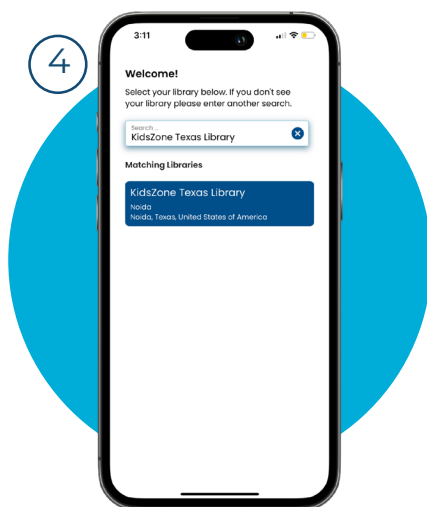 4
3:11
Welcome!
Select your library below. If you don't see
your library please enter another search.
Search...
KidsZone Texas Library
Matching Libraries
KidsZone Texas Library
Noida
Noida, Texas, United States of America